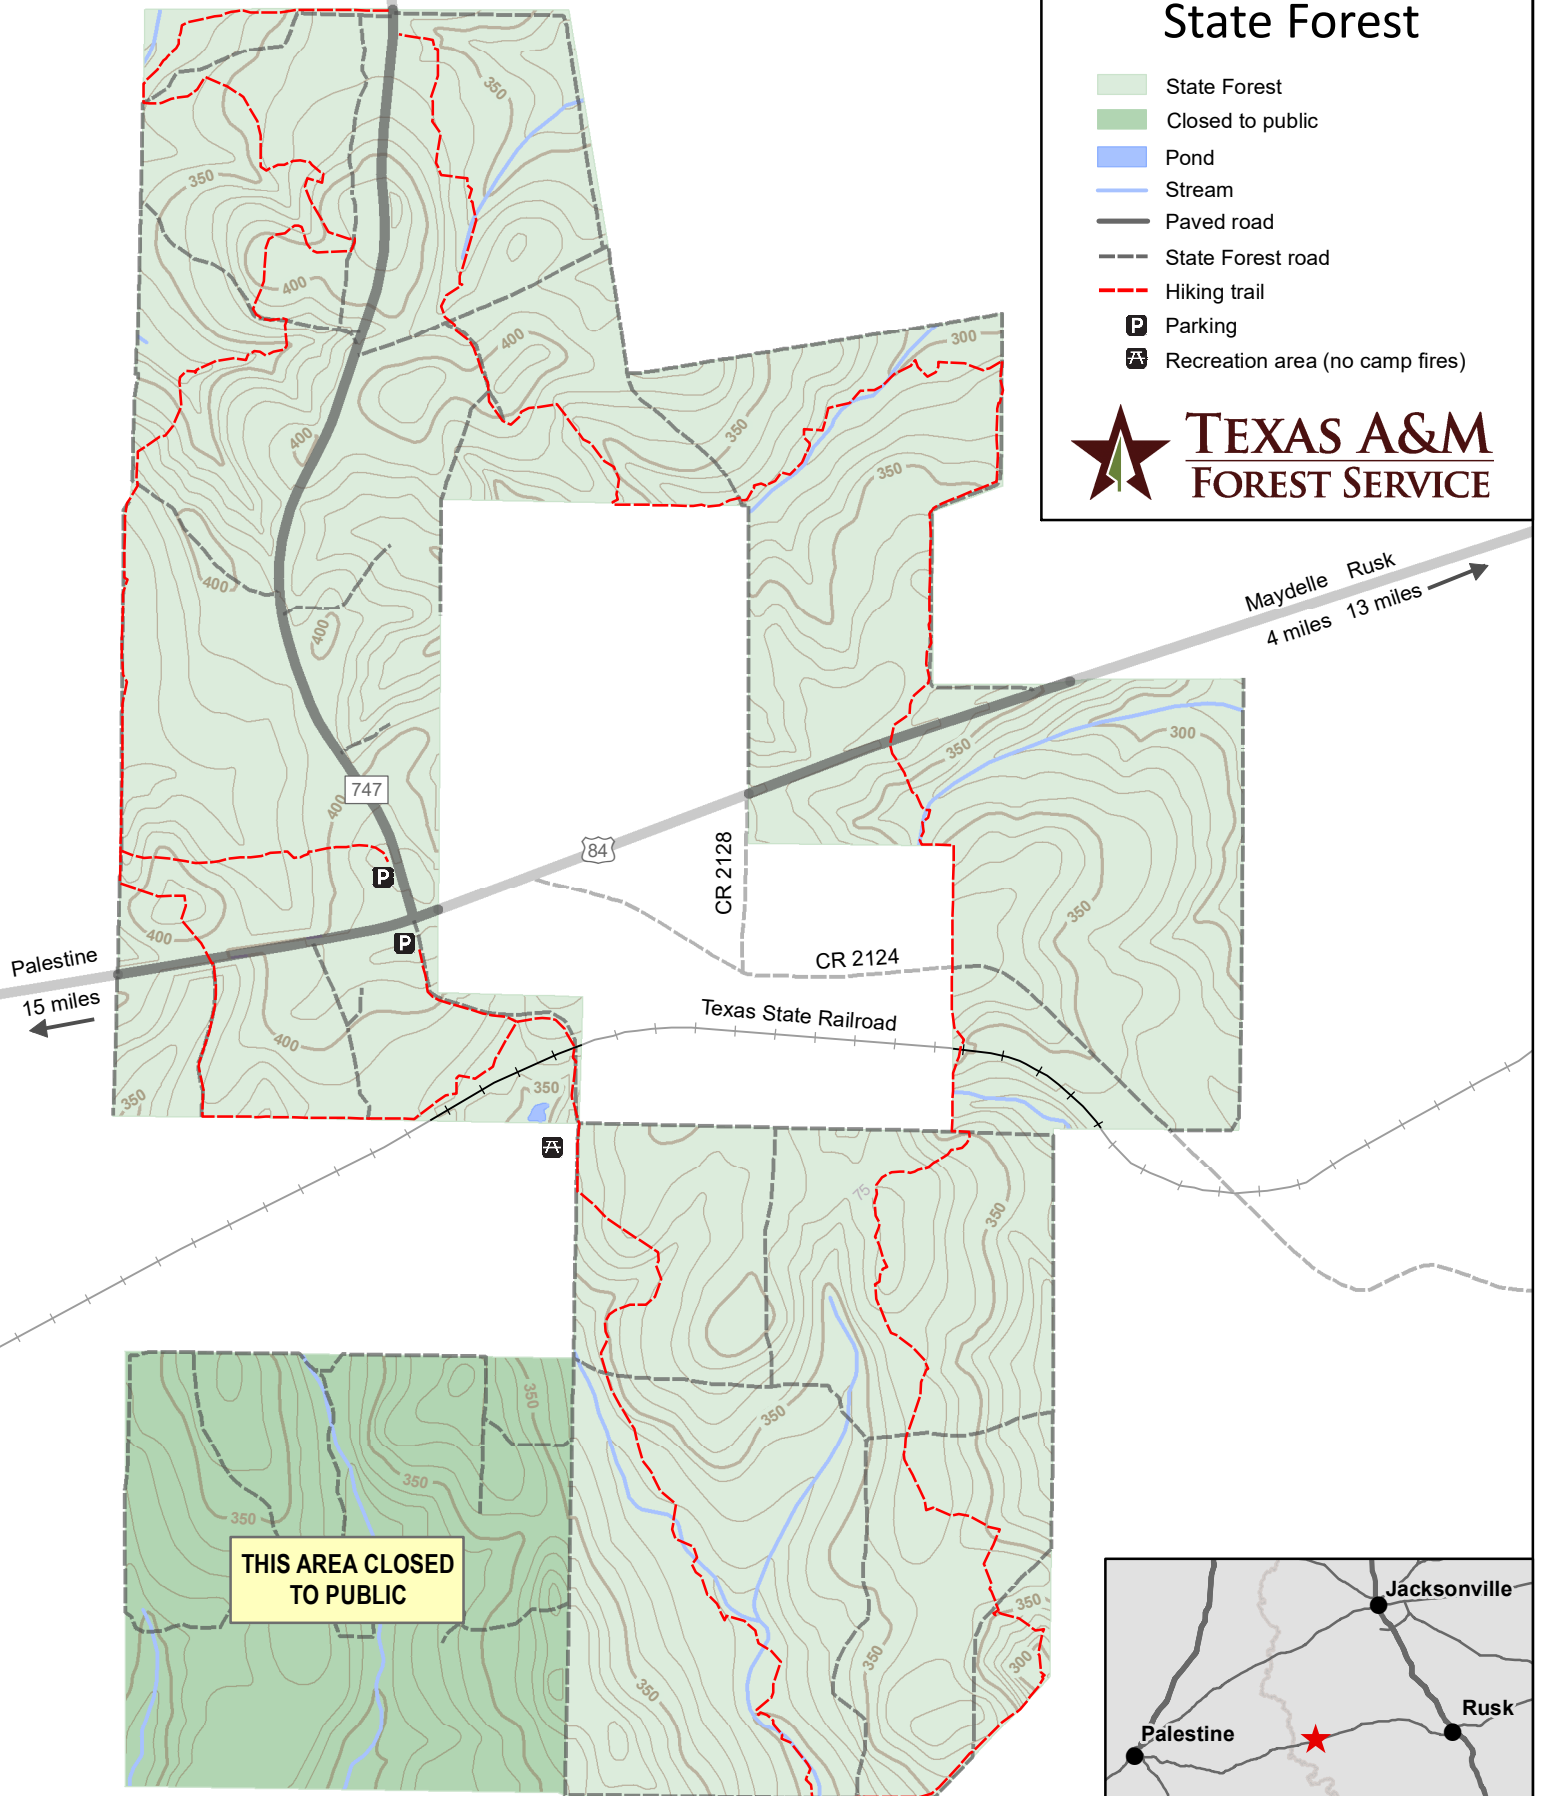 State Forest
State Forest
Closed to public
Pond
Stream
Paved road
State Forest road
Hiking trail
P Parking
Recreation area (no camp fires)
TEXAS A&M
FOREST SERVICE
350
350
400
400
300
350
400
350
400
400
Maydelle Rusk
4 miles 13 miles
747
400
350
300
84
CR 2128
P
400
350
P
Palestine
15 miles
CR 2124
Texas State Railroad
400
350
350
75
350
350
350
350
350
THIS AREA CLOSED
TO PUBLIC
350
350
300
350
Jacksonville
Rusk
Palestine